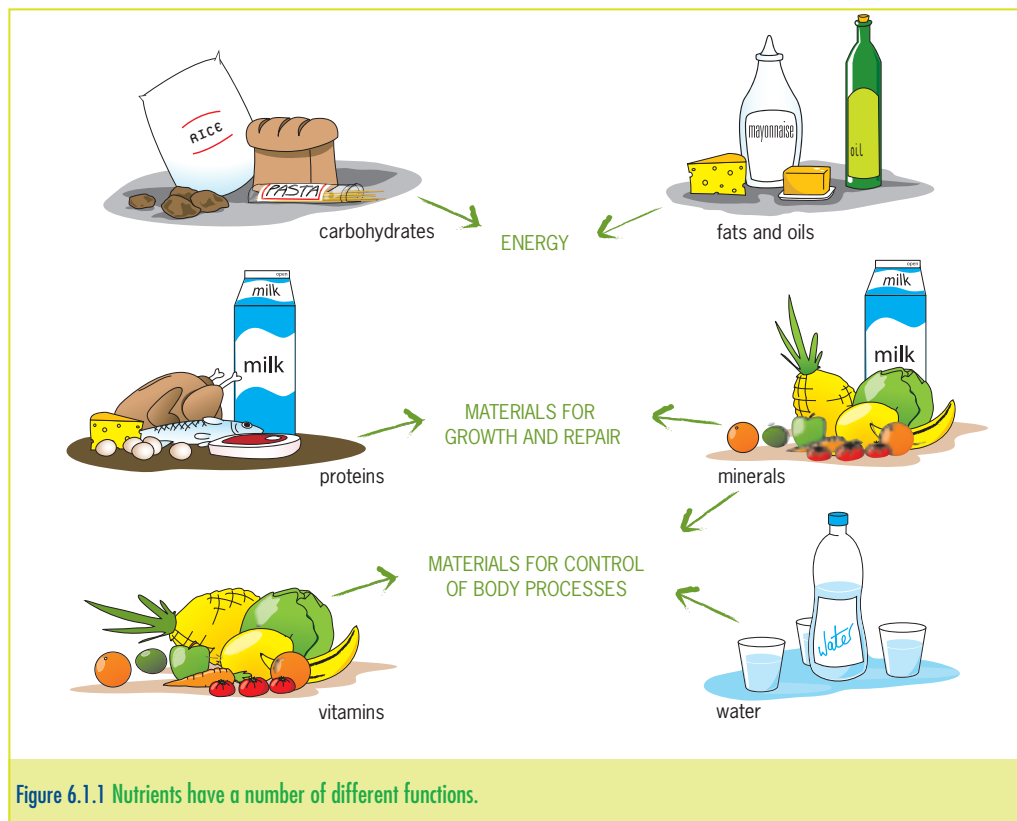 RICE
PASTA
carbohydrates
mayonnaise
oil
fats and oils
ENERGY
open
milk
milk
proteins
MATERIALS FOR
GROWTH AND REPAIR
milk
milk
minerals
MATERIALS FOR CONTROL
OF BODY PROCESSES
vitamins
water
water
Figure 6.1.1 Nutrients have a number of different functions.